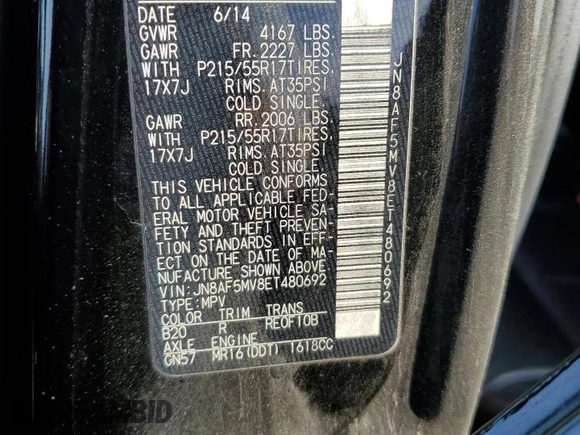 DATE 6/14
GVWR 4167 LBS.
GAWR FR. 2227 LBS.
WITH P215/55R17TIRES,
17X7J RIMS, AT35PSI
COLD SINGLE.
GAWR RR. 2006 LBS.
WITH P215/55R17TIRES,
17X7J RIMS, AT35PSI
COLD SINGLE.
THIS VEHICLE CONFORMS
TO ALL APPLICABLE FED-
ERAL MOTOR VEHICLE SA-
FETY AND THEFT PREVEN-
TION STANDARDS IN EFF-
ECT ON THE DATE OF MA-
NUFACTURE SHOWN ABOVE.
VIN: JN8AF5MV8ET480692
TYPE: MPV
COLOR TRIM TRANS
B20 R RE0F10B
AXLE ENGINE
GN57 MR16(DDT) 1618CC
JN8AF5MV8ET480692